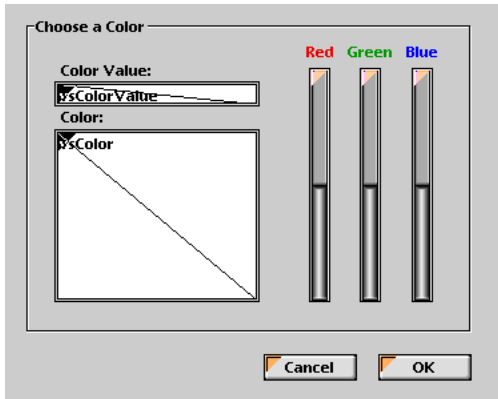 Choose a Color
Red Green Blue
Color Value:
vsColorValue
Color:
vsColor
Cancel OK